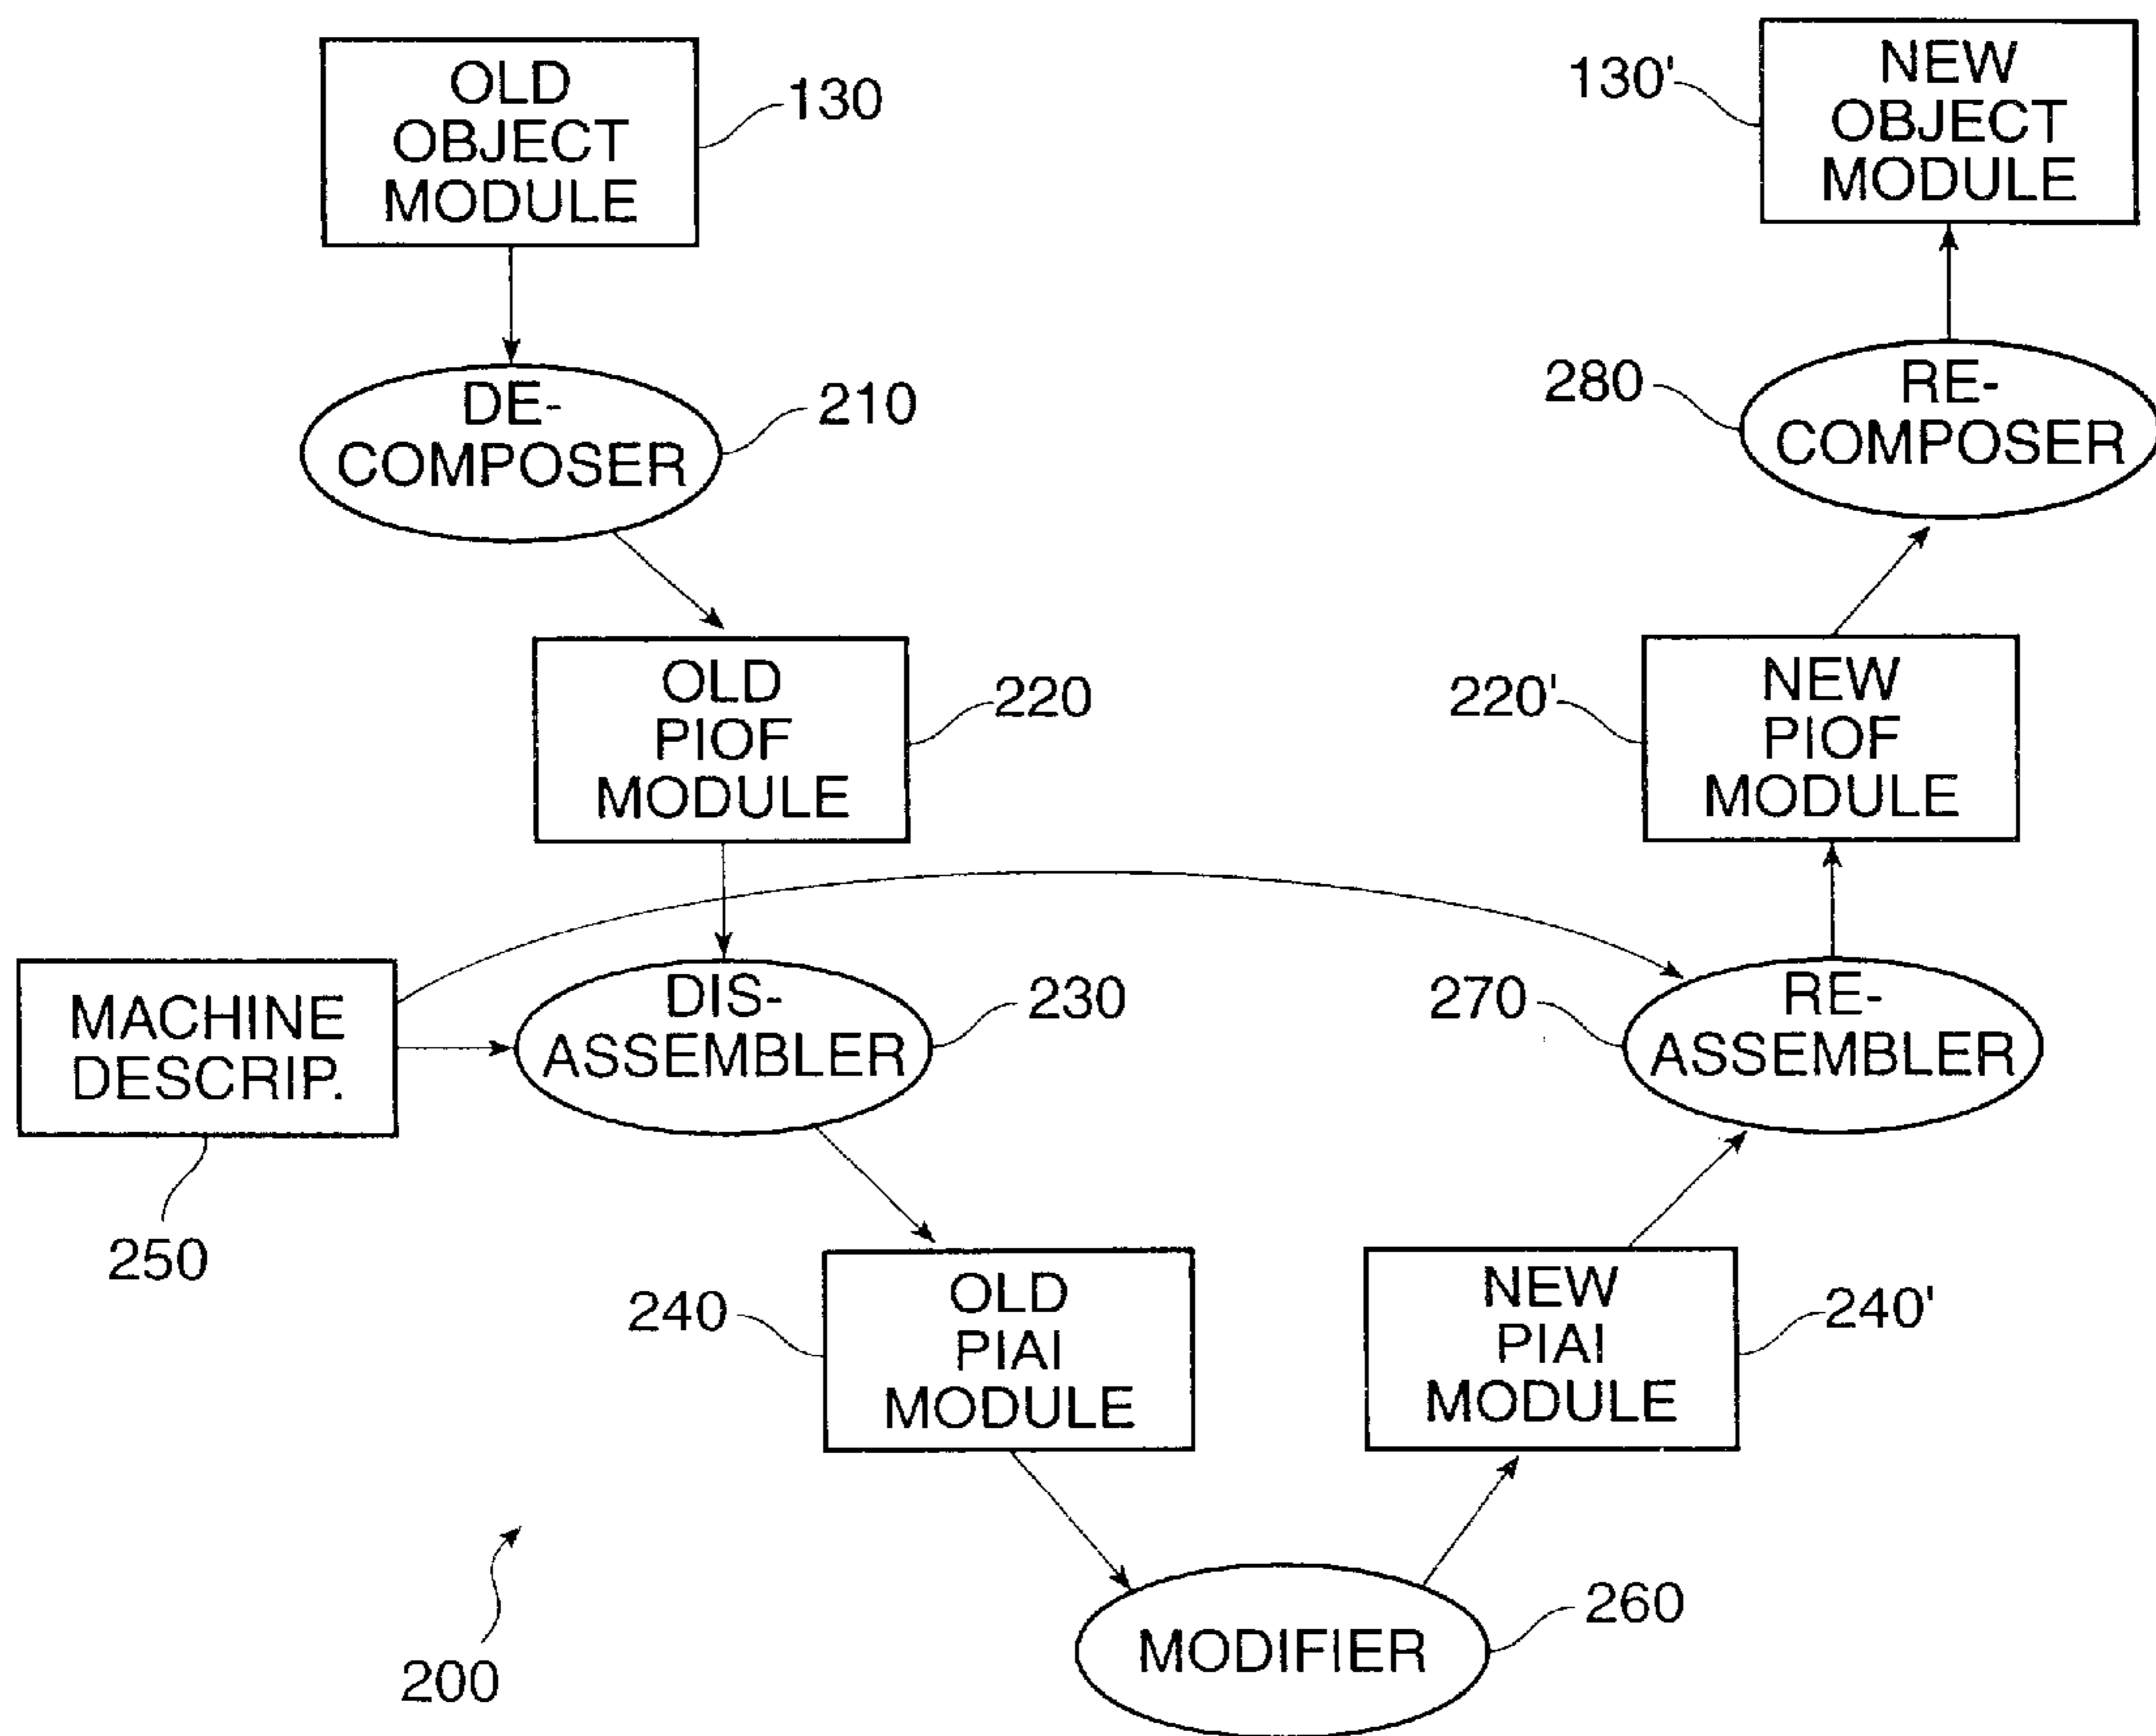 OLD
OBJECT
MODULE
130
NEW
OBJECT
MODULE
130'
DE-
COMPOSER
210
RE-
COMPOSER
280
OLD
PIOF
MODULE
220
NEW
PIOF
MODULE
220'
MACHINE
DESCRIP.
250
DIS-
ASSEMBLER
230
RE-
ASSEMBLER
270
OLD
PIAI
MODULE
240
NEW
PIAI
MODULE
240'
MODIFIER
260
200